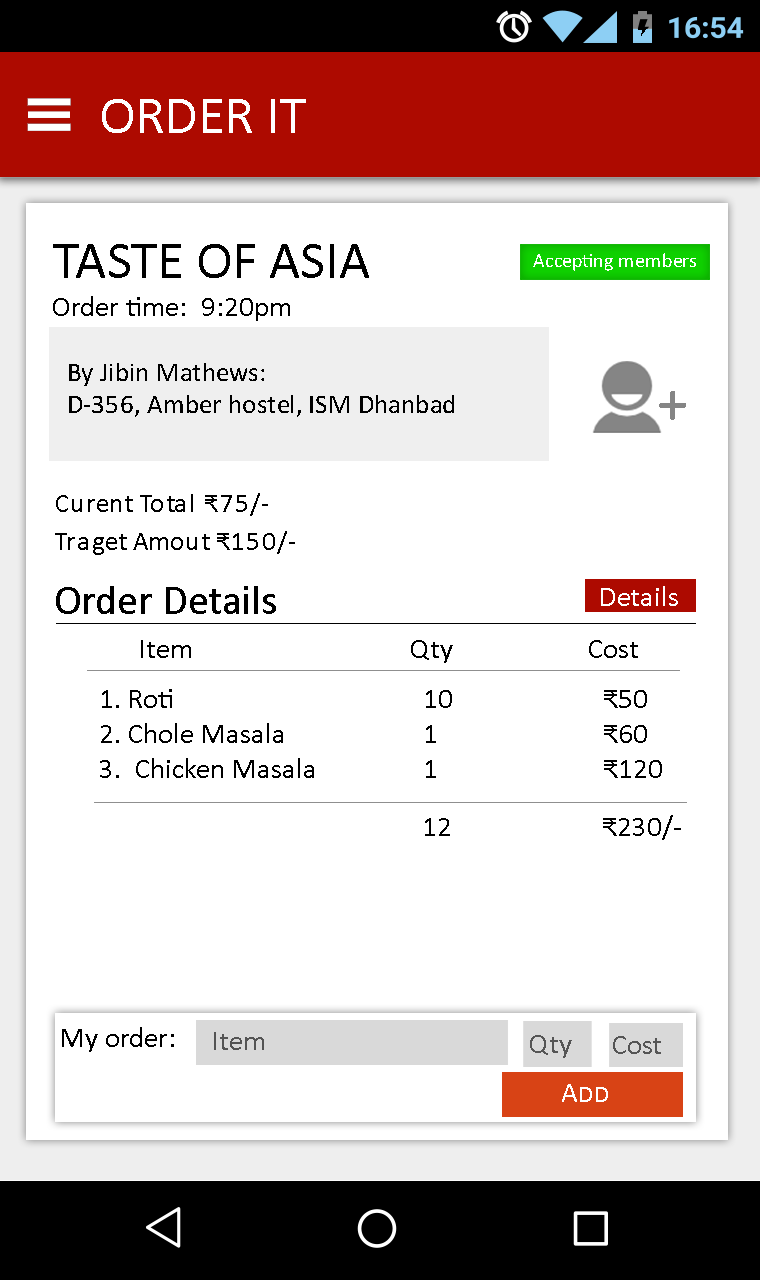 16:54
ORDER IT
TASTE OF ASIA
Accepting members
Order time: 9:20pm
By Jibin Mathews:
D-356, Amber hostel, ISM Dhanbad
Curent Total ₹75/-
Traget Amout ₹150/-
Order Details
Details
Item Qty Cost
1. Roti 10 ₹50
2. Chole Masala 1 ₹60
3. Chicken Masala 1 ₹120
12 ₹230/-
My order: Item Qty Cost
ADD